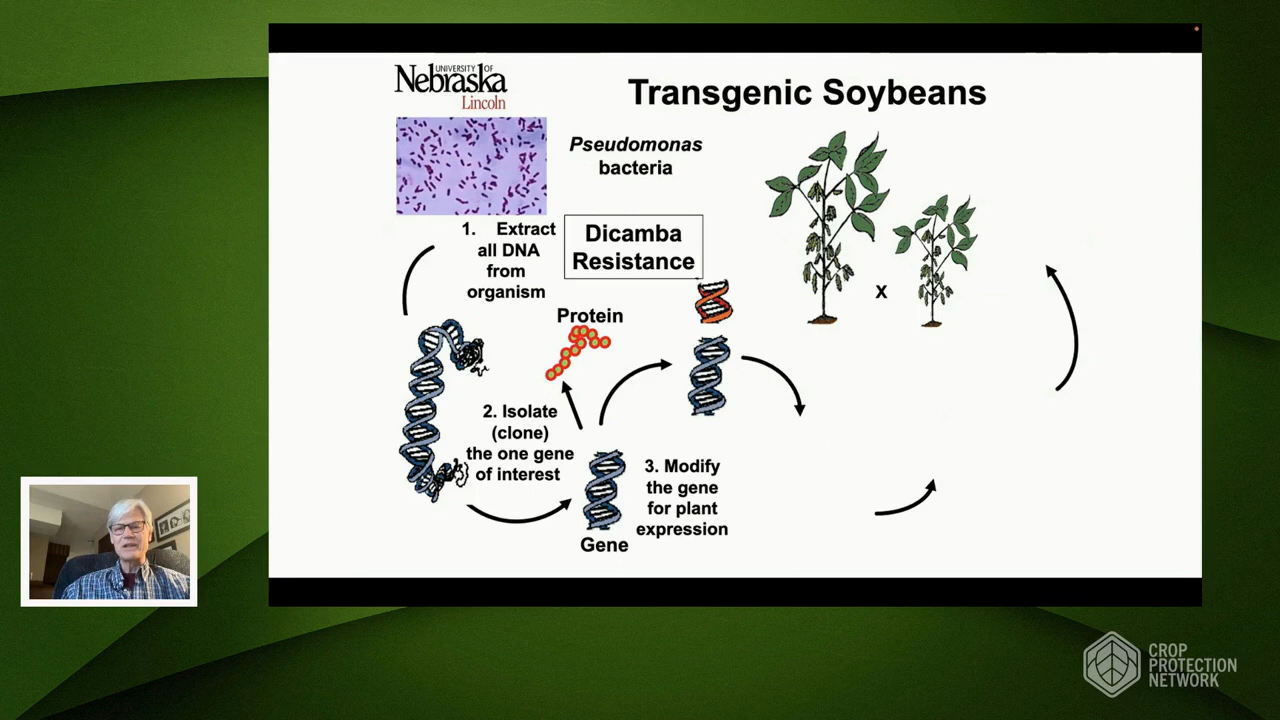 UNIVERSITY OF
Nebraska
Lincoln
Transgenic Soybeans
Pseudomonas
bacteria
1. Extract
all DNA
from
organism
Dicamba
Resistance
Protein
X
2. Isolate
(clone)
the one gene
of interest
3. Modify
the gene
for plant
expression
Gene
CROP
PROTECTION
NETWORK